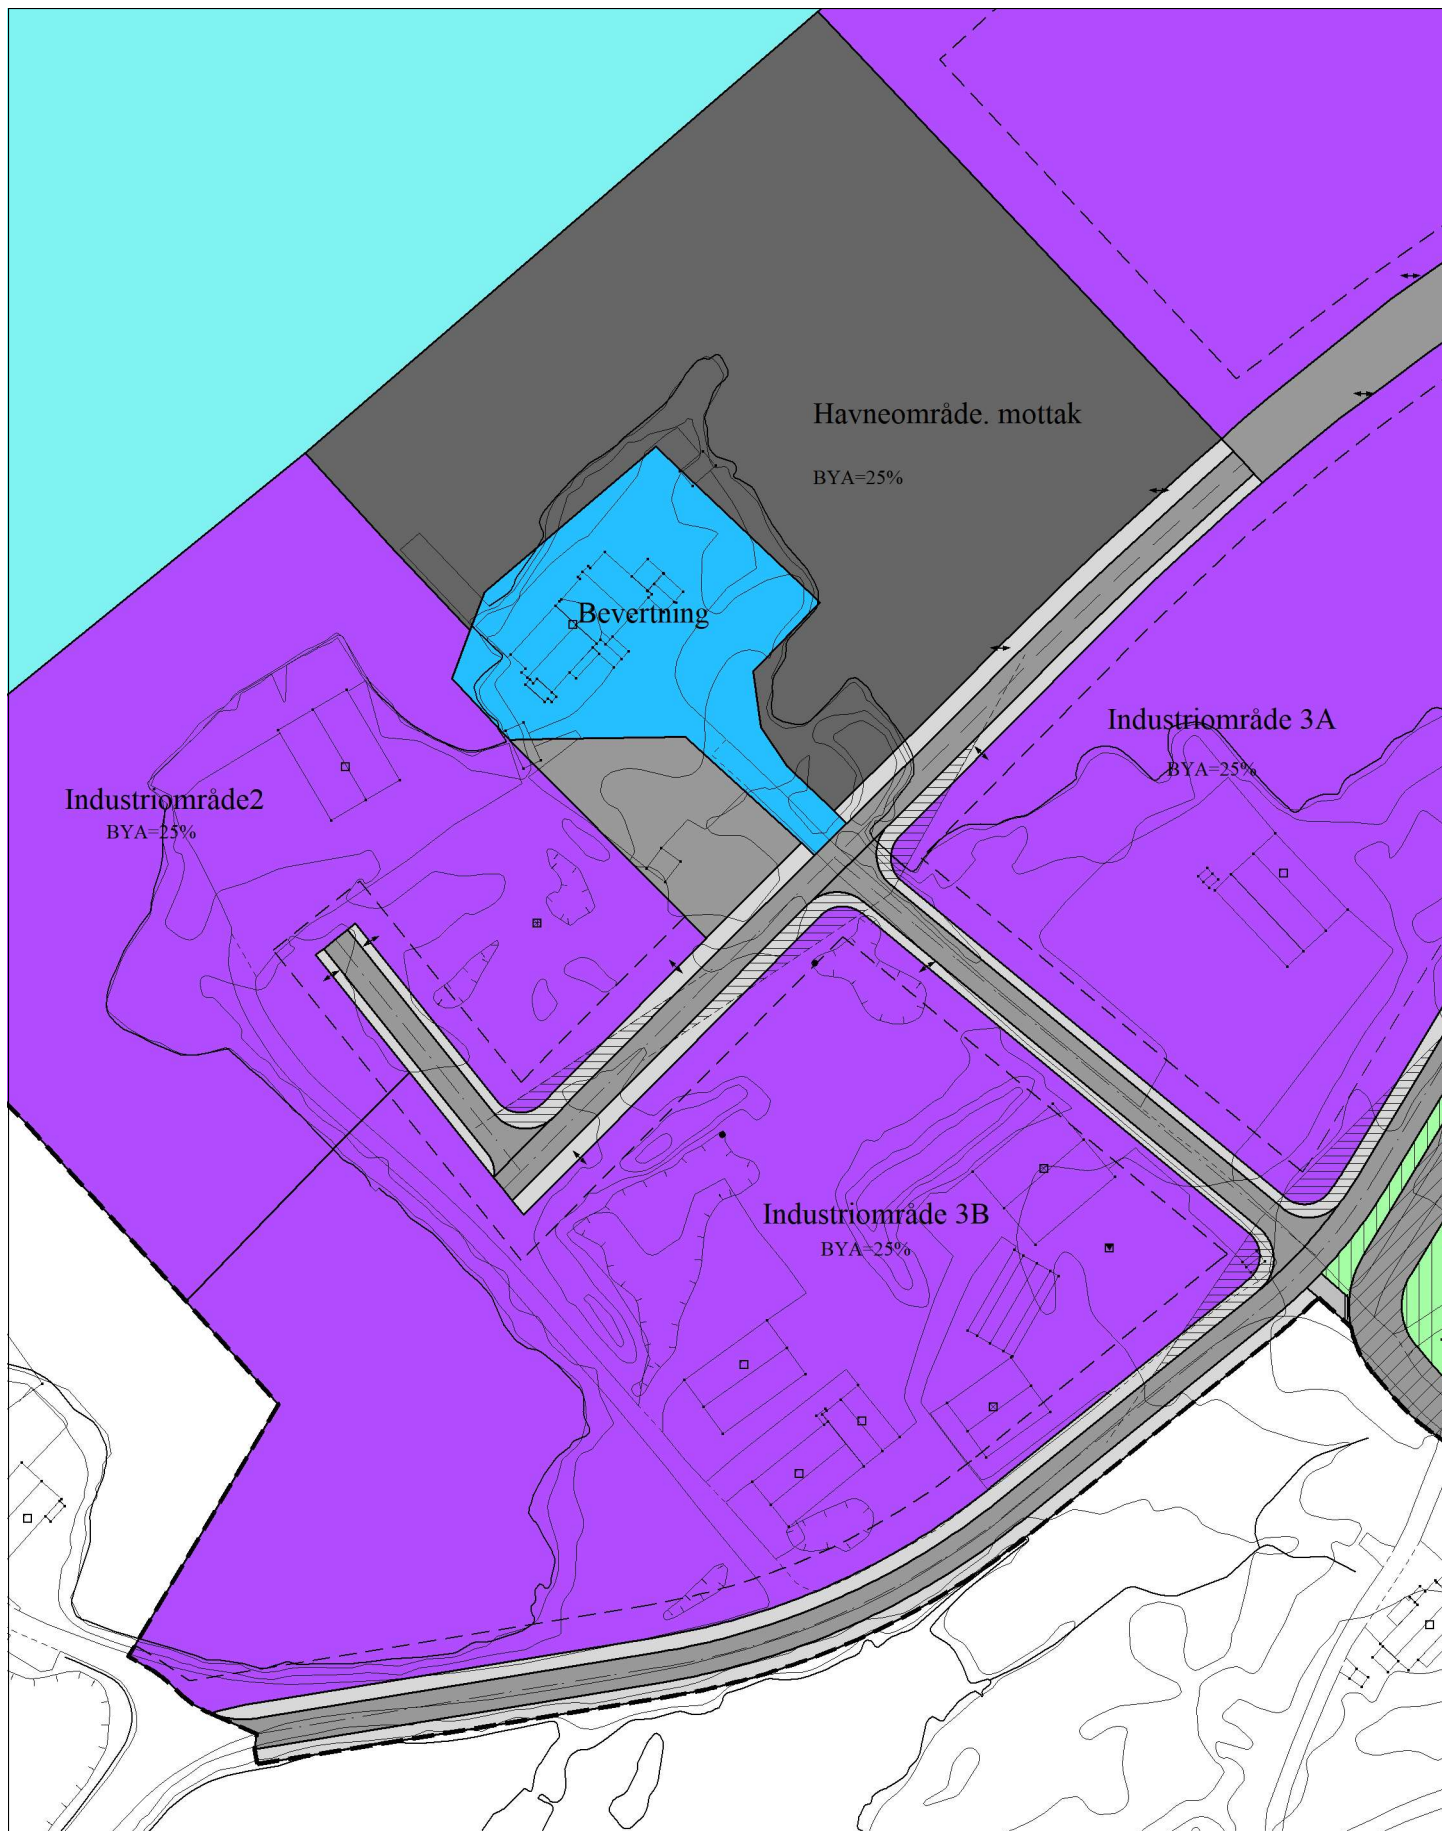 Havneområde. mottak
BYA=25%
Bevertning
Industriområde 3A
BYA=25%
Industriområde2
BYA=25%
Industriområde 3B
BYA=25%